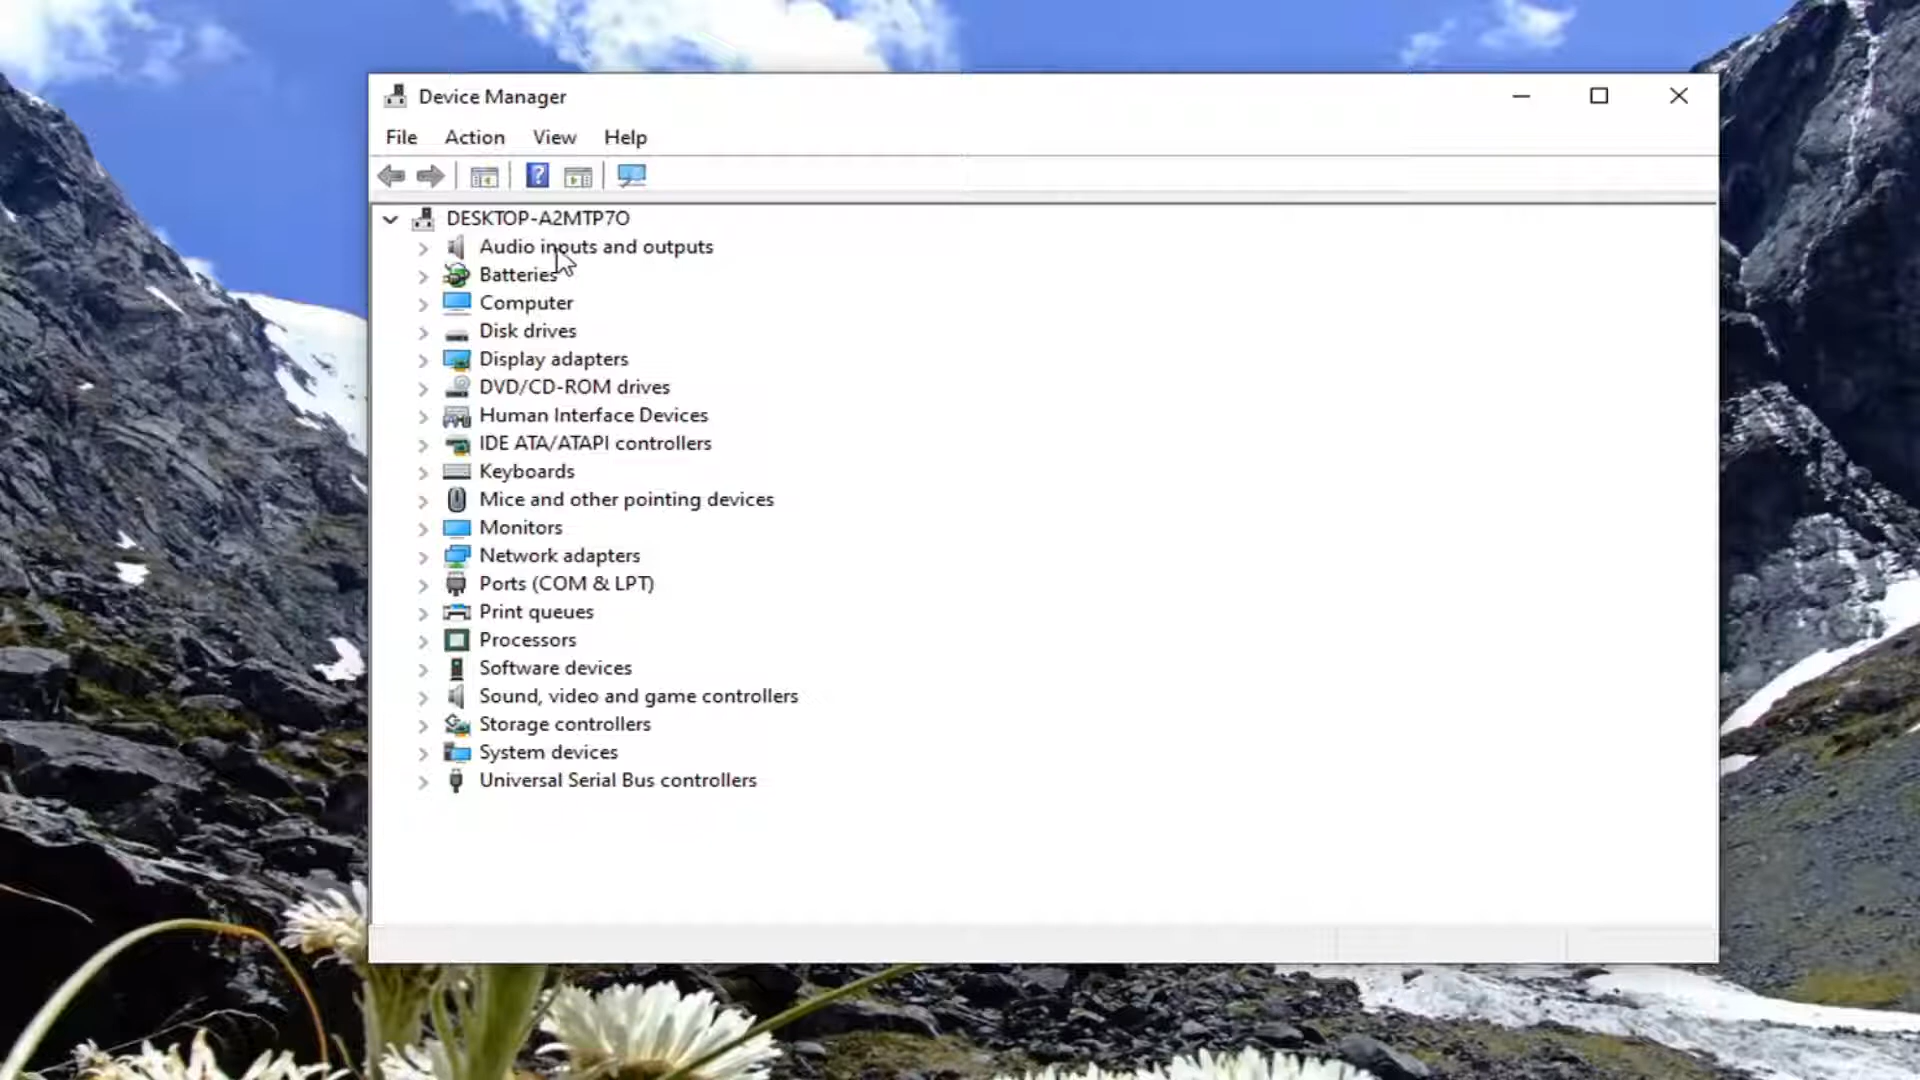 Device Manager
File Action View Help
?
DESKTOP-A2MTP7O
Audio inputs and outputs
Batteries
Computer
Disk drives
Display adapters
DVD/CD-ROM drives
Human Interface Devices
IDE ATA/ATAPI controllers
Keyboards
Mice and other pointing devices
Monitors
Network adapters
Ports (COM & LPT)
Print queues
Processors
Software devices
Sound, video and game controllers
Storage controllers
System devices
Universal Serial Bus controllers